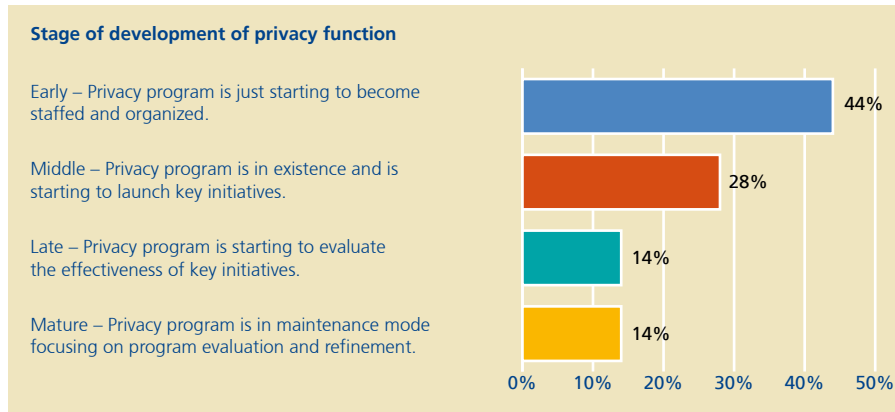 Stage of development of privacy function
Early – Privacy program is just starting to become
staffed and organized.
44%
Middle – Privacy program is in existence and is
starting to launch key initiatives.
28%
Late – Privacy program is starting to evaluate
the effectiveness of key initiatives.
14%
Mature – Privacy program is in maintenance mode
focusing on program evaluation and refinement.
14%
0% 10% 20% 30% 40% 50%